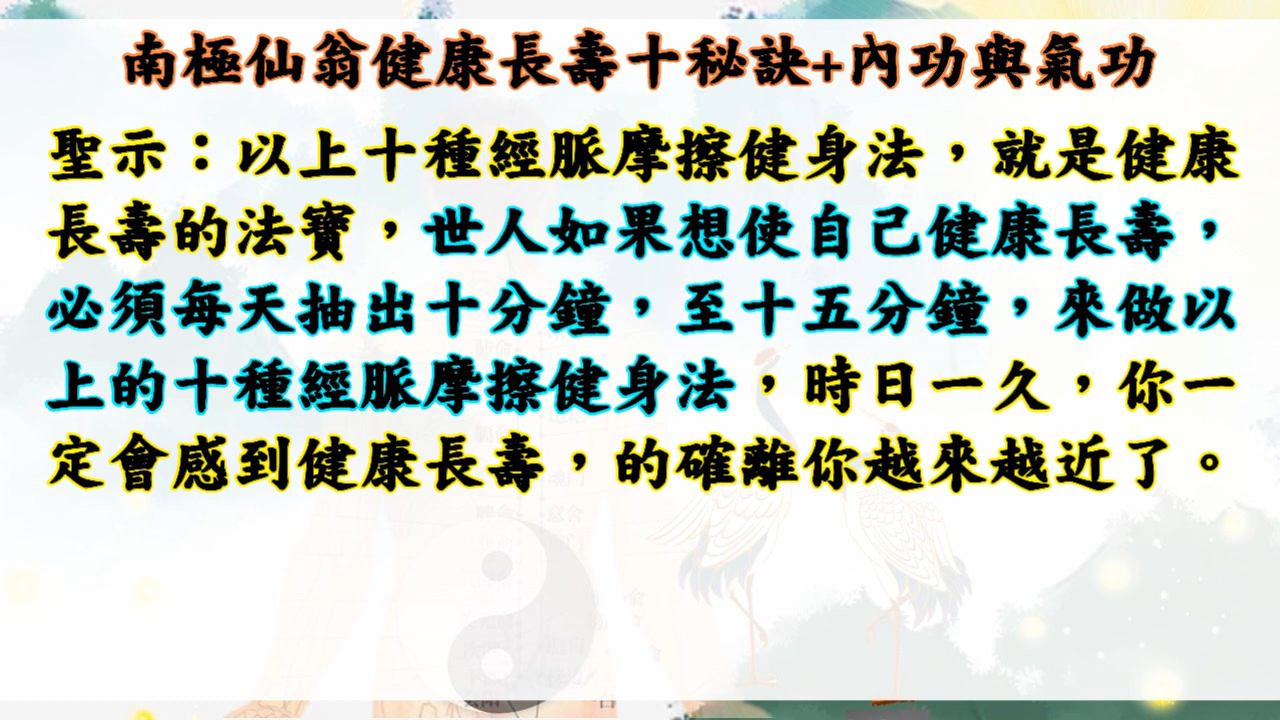 南極仙翁健康長壽十秘訣+內功與氣功
聖示：以上十種經脈摩擦健身法，就是健康
長壽的法寶，世人如果想使自己健康長壽，
必須每天抽出十分鐘，至十五分鐘，來做以
上的十種經脈摩擦健身法，時日一久，你一
定會感到健康長壽，的確離你越來越近了。